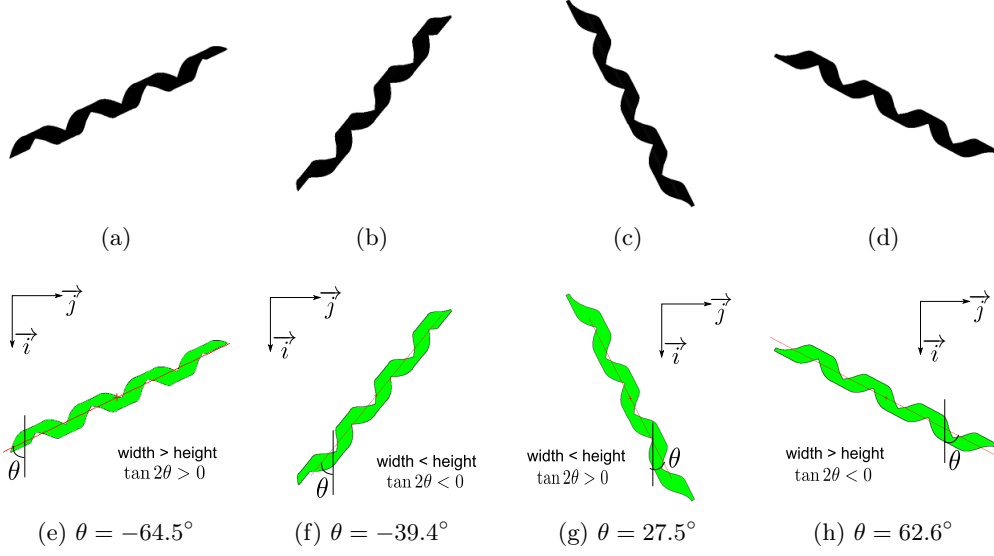 (a) (b) (c) (d)
j⃗ j⃗ j⃗ j⃗
i⃗ i⃗ i⃗ i⃗
θ width > height
tan 2θ > 0
θ width < height
tan 2θ < 0
width < height θ
tan 2θ > 0
width > height θ
tan 2θ < 0
(e) θ = −64.5° (f) θ = −39.4° (g) θ = 27.5° (h) θ = 62.6°